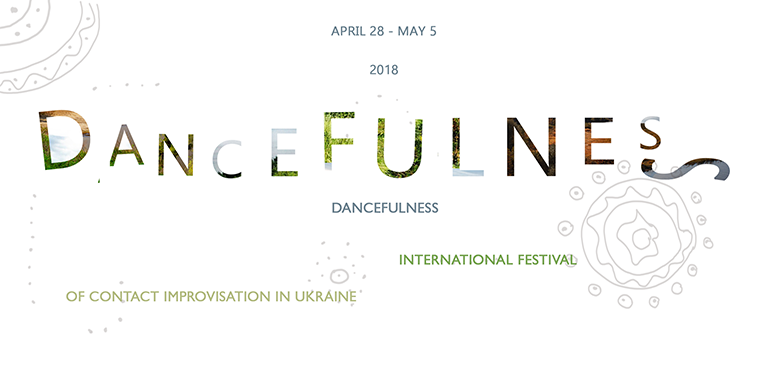 APRIL 28 - MAY 5
2018
DANCEFULNESS
DANCEFULNESS
INTERNATIONAL FESTIVAL
OF CONTACT IMPROVISATION IN UKRAINE